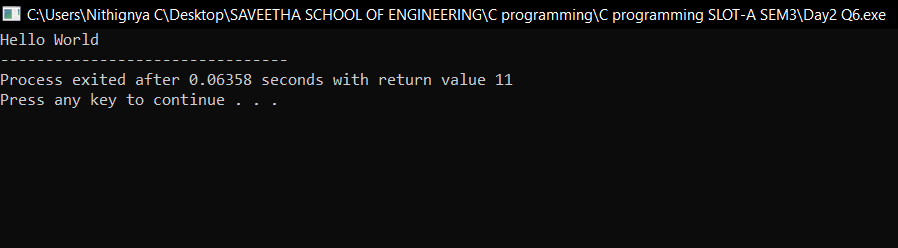 C:\Users\Nithignya C\Desktop\SAVEETHA SCHOOL OF ENGINEERING\C programming\C programming SLOT-A SEM3\Day2 Q6.exe
Hello World
--------------------------------
Process exited after 0.06358 seconds with return value 11
Press any key to continue . . .